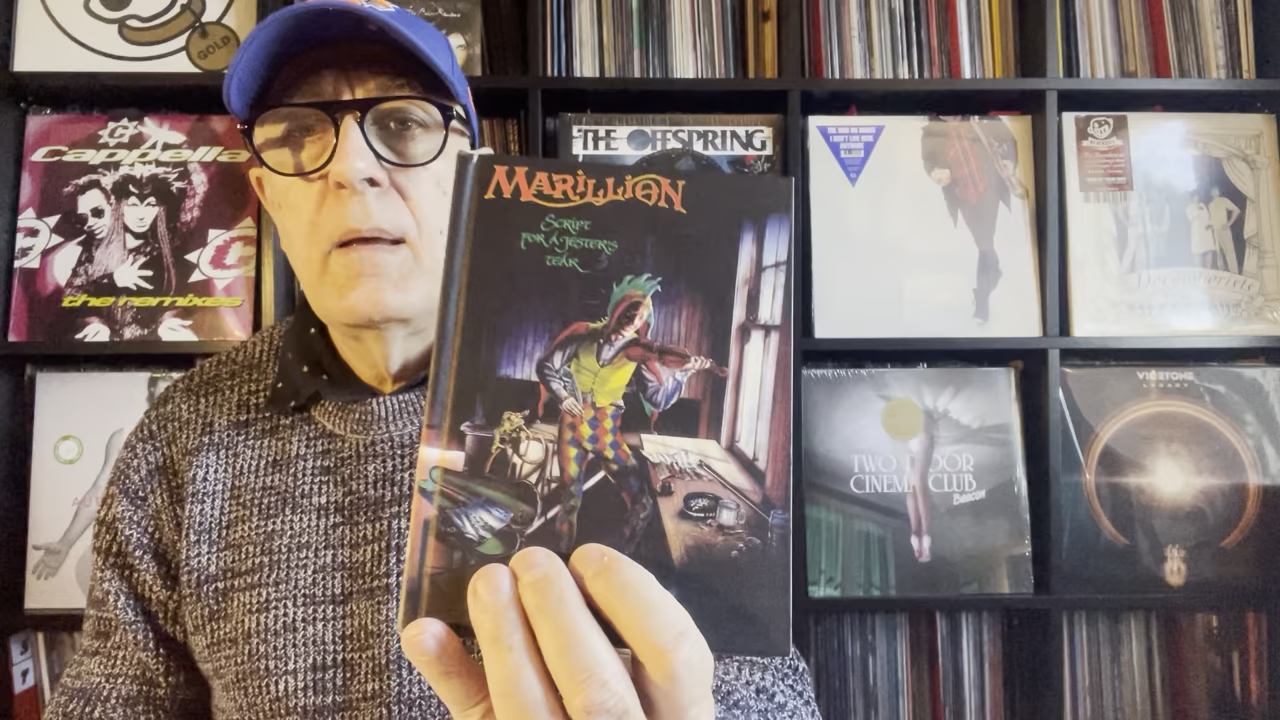 GOLD
Cappella
the remixes
THE OFFSPRING
MARILLION
SCRIPT
FOR A JESTER'S
TEAR
TWO DOOR
CINEMA CLUB
Beacon
VICETONE
LEGACY